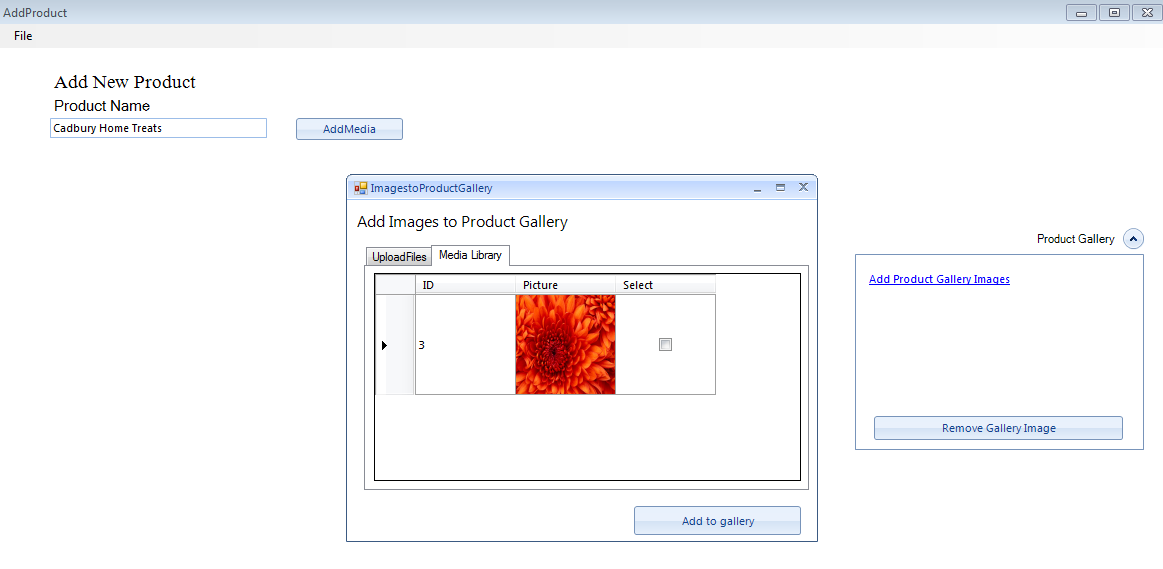 AddProduct
File
Add New Product
Product Name
Cadbury Home Treats
AddMedia
ImagestoProductGallery
Add Images to Product Gallery
UploadFiles Media Library
ID Picture Select
3
Add to gallery
Product Gallery
Add Product Gallery Images
Remove Gallery Image